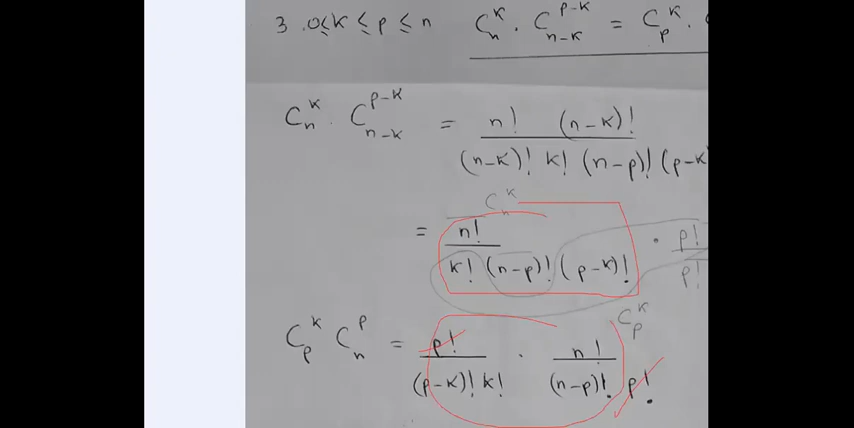 3. 0≤k ≤ p ≤ n C_n^k . C_{n-k}^{p-k} = C_p^k .
C_n^k . C_{n-k}^{p-k} = n! (n-k)! / (n-k)! k! (n-p)! (p-k
C_n^k
= n! / k! (n-p)! (p-k)! . p! / p!
C_p^k
C_p^k C_n^p = p! / (p-k)! k! . n! / (n-p)! p!